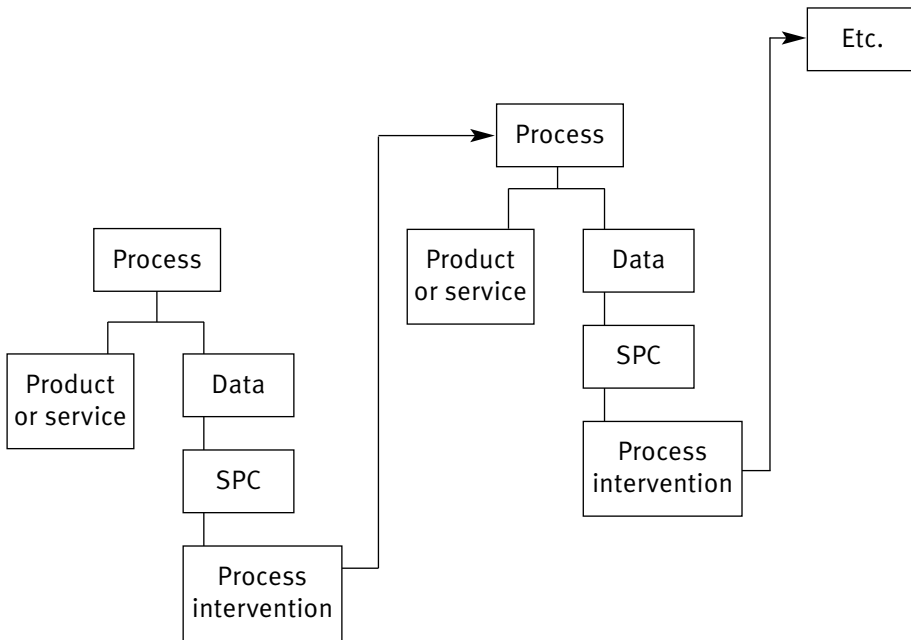 Process
Product
or service
Data
SPC
Process
intervention
Process
Product
or service
Data
SPC
Process
intervention
Etc.